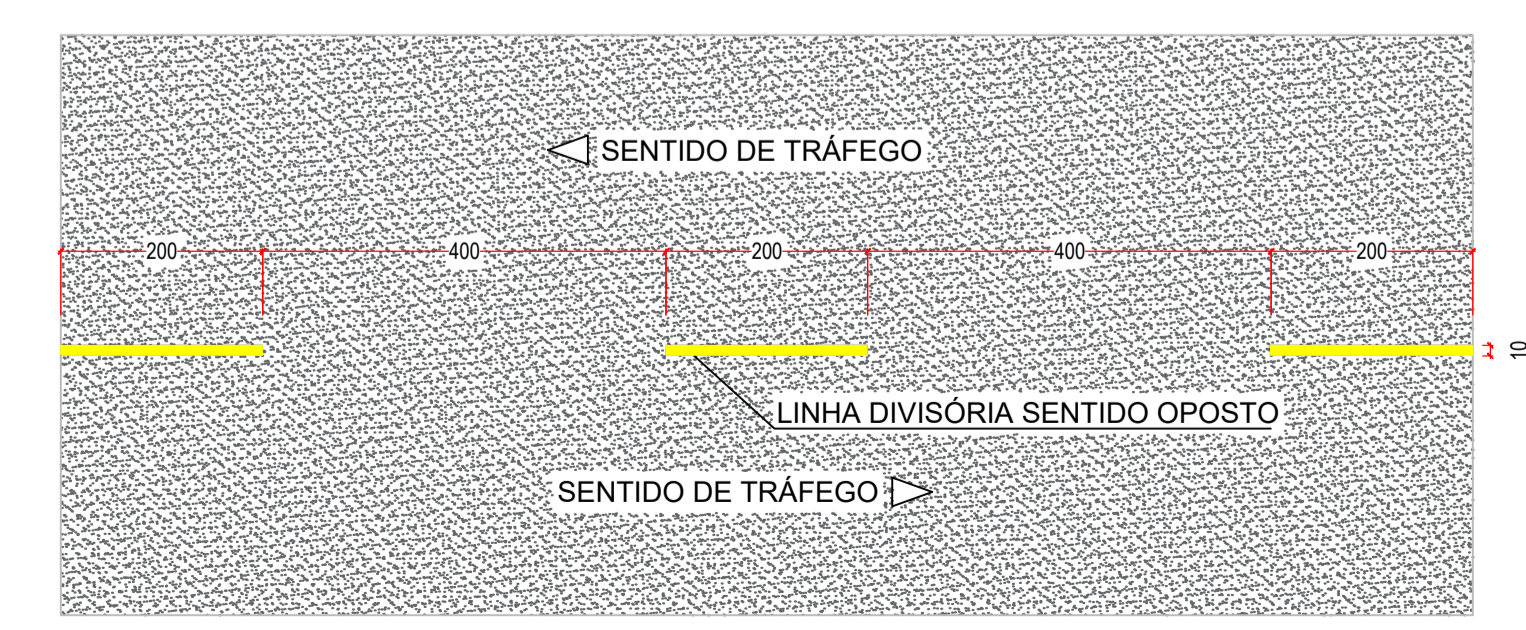 SENTIDO DE TRÁFEGO
200 400 200 400 200
10
LINHA DIVISÓRIA SENTIDO OPOSTO
SENTIDO DE TRÁFEGO